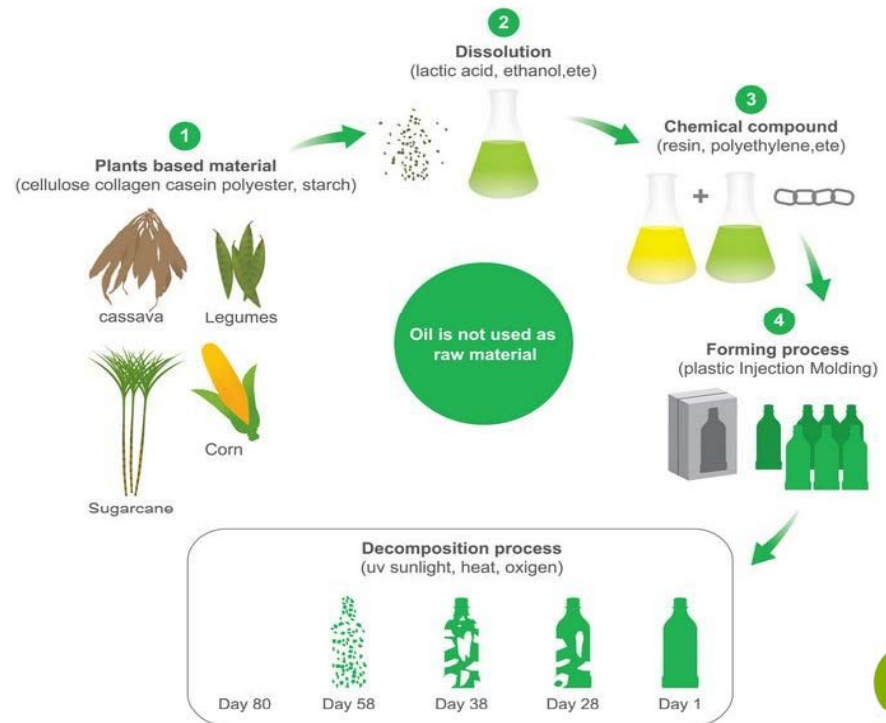 1
Plants based material
(cellulose collagen casein polyester, starch)
cassava
Legumes
Sugarcane
Corn
2
Dissolution
(lactic acid, ethanol,ete)
3
Chemical compound
(resin, polyethylene,ete)
+
4
Forming process
(plastic Injection Molding)
Oil is not used as
raw material
Decomposition process
(uv sunlight, heat, oxigen)
Day 80
Day 58
Day 38
Day 28
Day 1